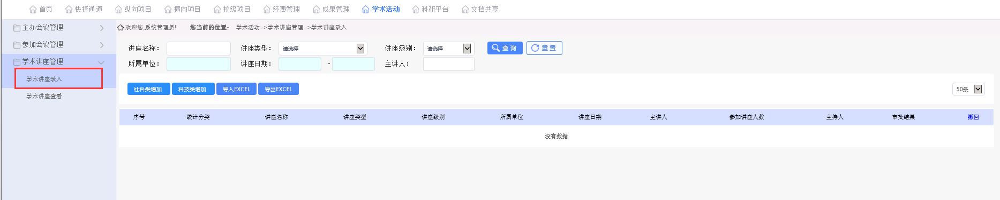 首页 快捷通道 纵向项目 横向项目 校级项目 经费管理 成果管理 学术活动 科研平台 文档共享
主办会议管理
参加会议管理
学术讲座管理
学术讲座录入
学术讲座查看
欢迎您,系统管理员! 您当前的位置： 学术活动-->学术讲座管理-->学术讲座录入
讲座名称： 讲座类型： 请选择 讲座级别： 请选择 查询 重置
所属单位： 讲座日期： - 主讲人：
社科类增加 科技类增加 导入EXCEL 导出EXCEL 50条
序号 统计分类 讲座名称 讲座类型 讲座级别 所属单位 讲座日期 主讲人 参加讲座人数 主持人 审批结果 撤回
没有数据